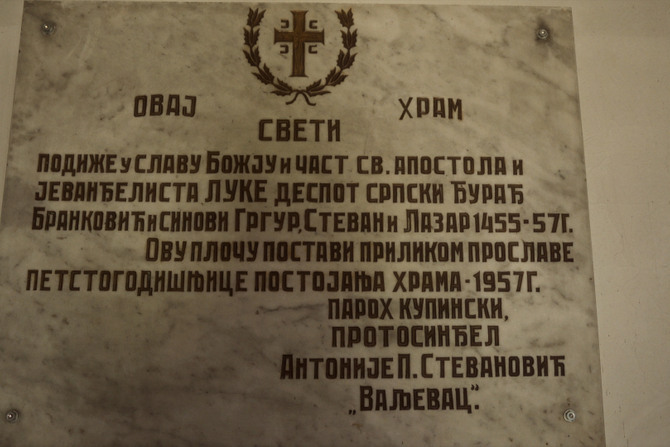 ОВАЈ ХРАМ
СВЕТИ
ПОДИЖЕ У СЛАВУ БОЖЈУ И ЧАСТ СВ. АПОСТОЛА И
ЈЕВАНЂЕЛИСТА ЛУКЕ ДЕСПОТ СРПСКИ ЂУРАЂ
БРАНКОВИЋ И СИНОВИ ГРГУР, СТЕВАН И ЛАЗАР 1455-57Г.
ОВУ ПЛОЧУ ПОСТАВИ ПРИЛИКОМ ПРОСЛАВЕ
ПЕТСТОГОДИШЊИЦЕ ПОСТОЈАЊА ХРАМА-1957Г.
ПАРОХ КУПИНСКИ,
ПРОТОСИНЂЕЛ
АНТОНИЈЕ П. СТЕВАНОВИЋ
„ВАЉЕВАЦ“.